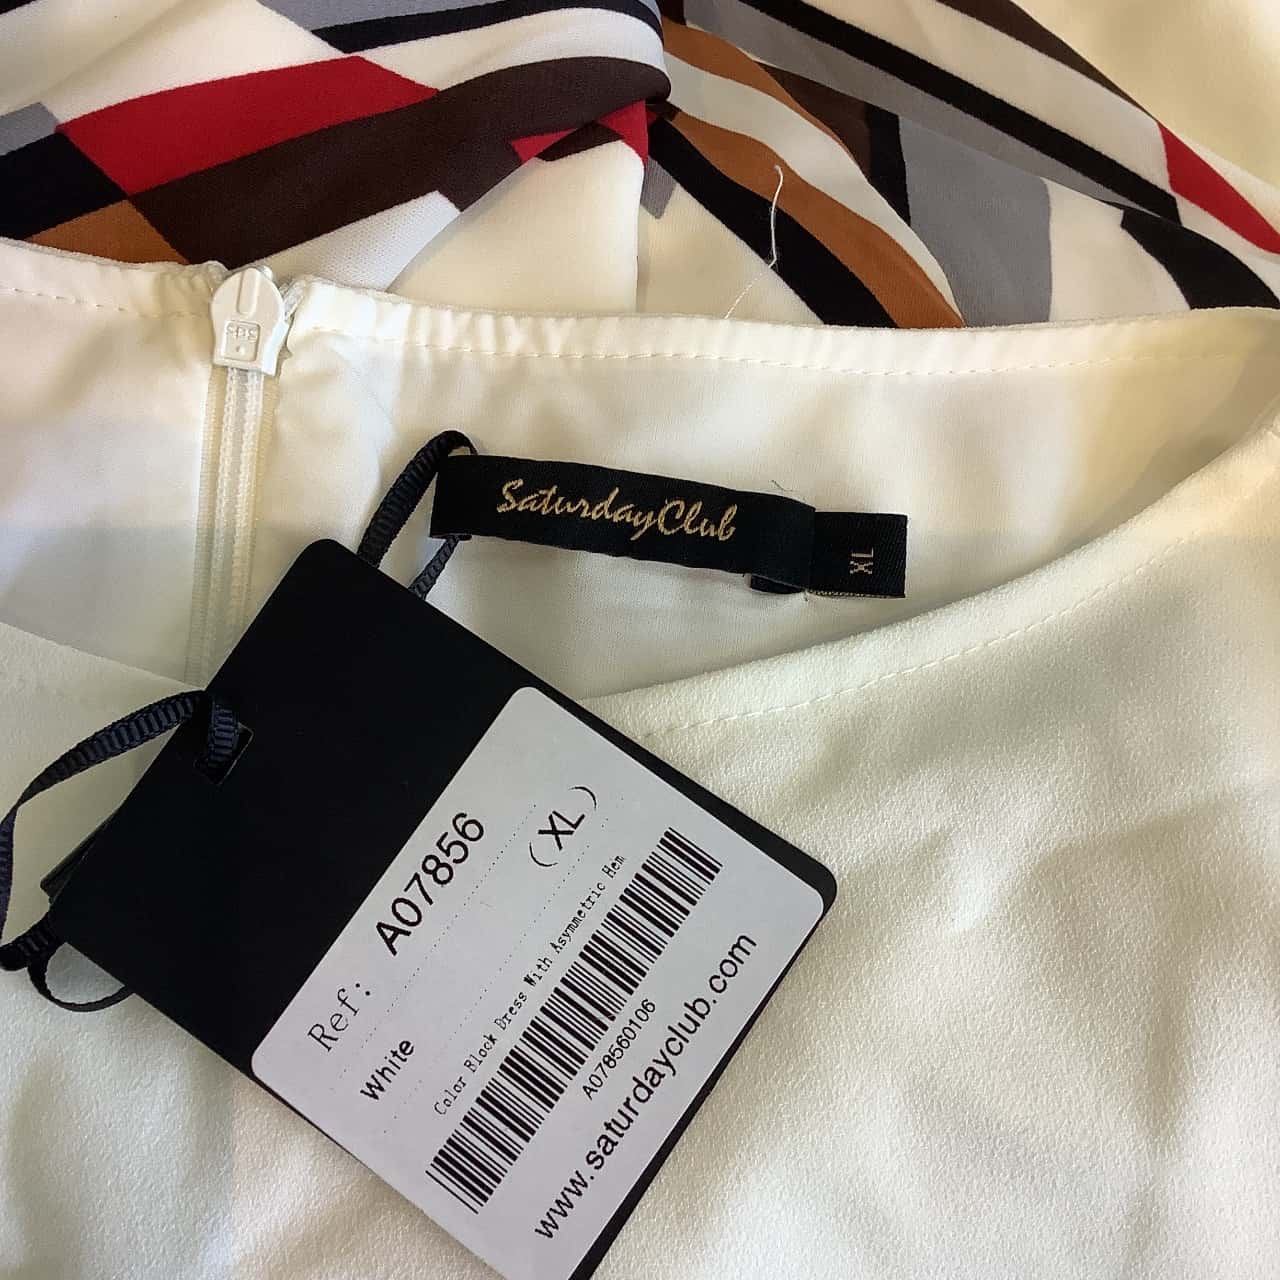 SBS
SaturdayClub
XL
Ref: A07856
White (XL)
Color Block Dress With Asymmetric Hem
A078560106
www.saturdayclub.com